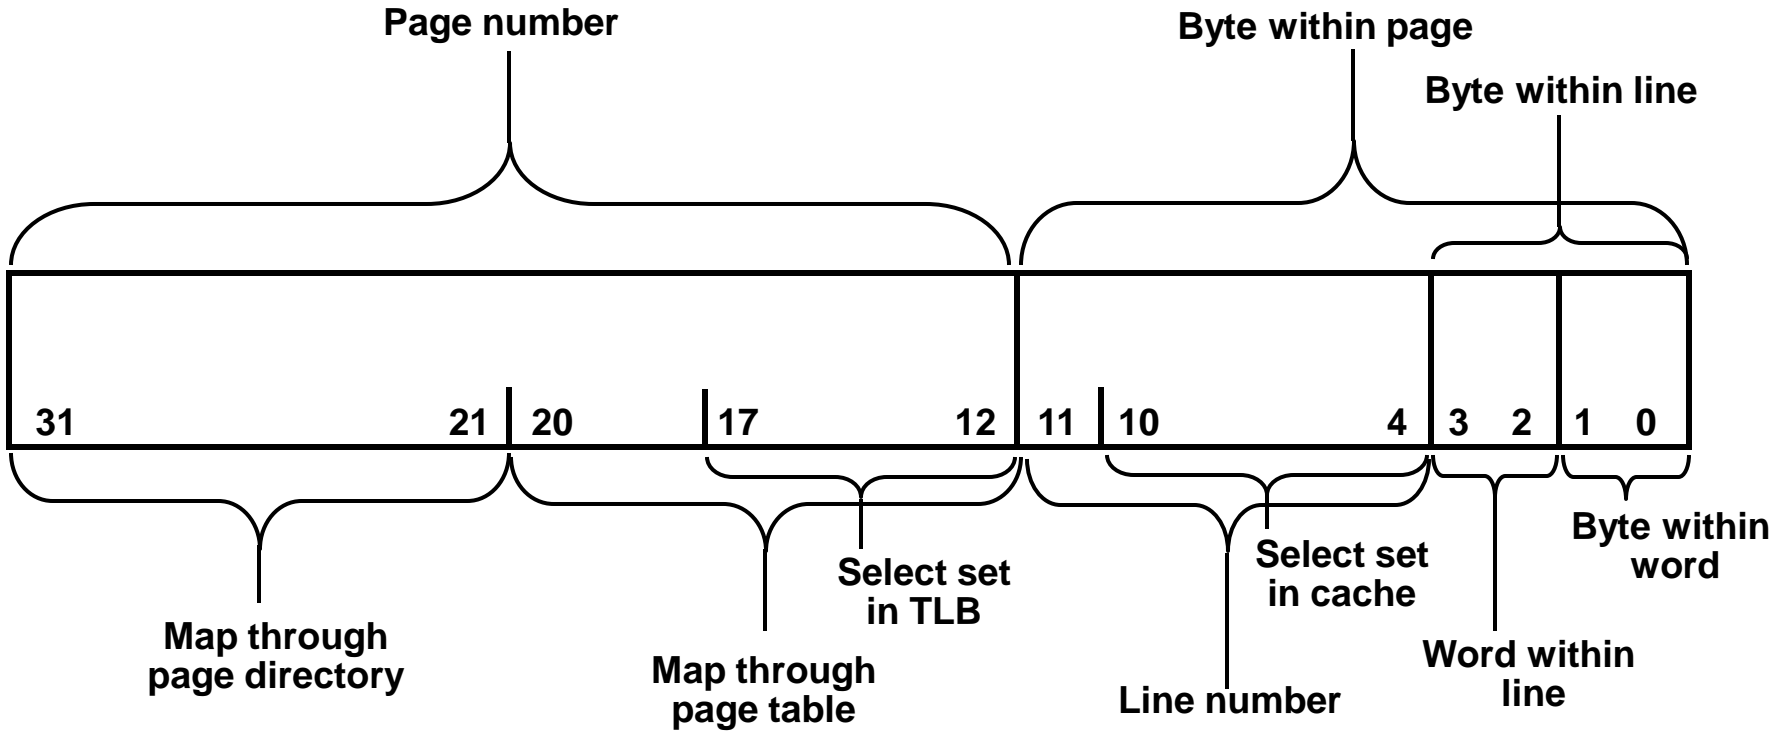 Page number
Byte within page
Byte within line
31 21 20 17 12 11 10 4 3 2 1 0
Select set
in TLB
Select set
in cache
Byte within
word
Map through
page directory
Map through
page table
Line number
Word within
line